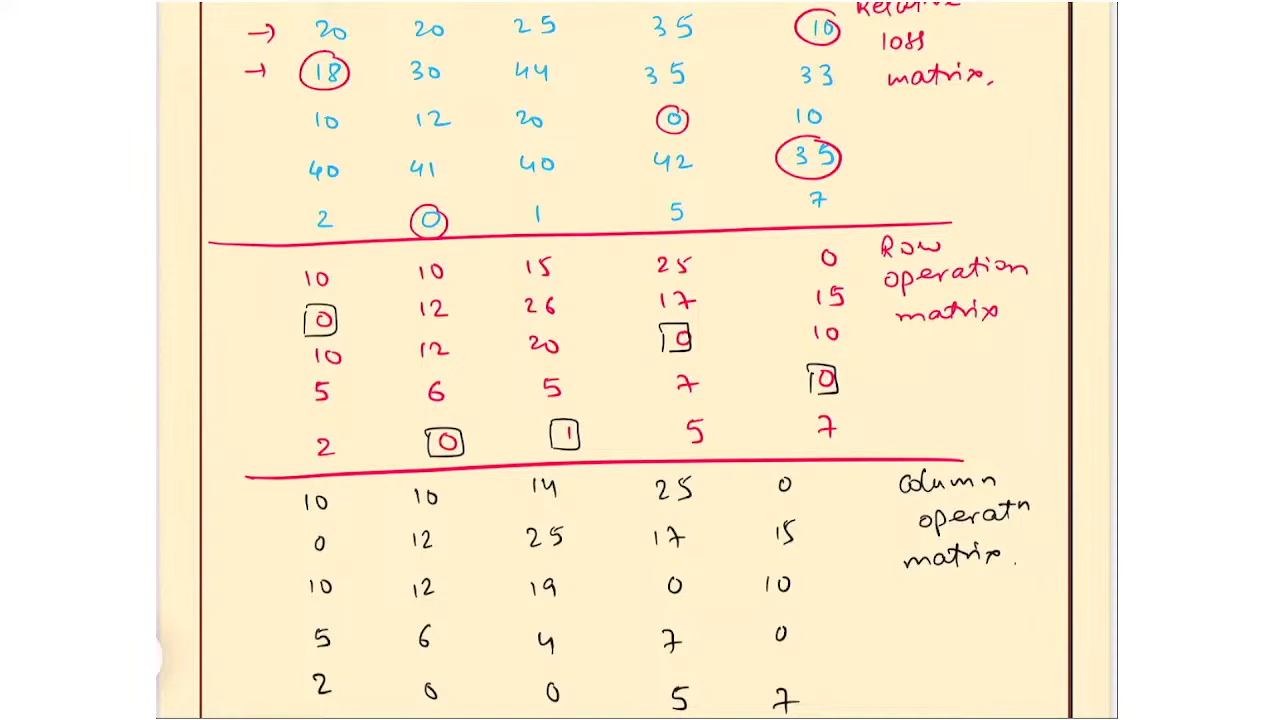 → 20 20 25 35 10 Relative
loss
→ 18 30 44 35 33 matrix.
10 12 20 0 10
40 41 40 42 35
2 0 1 5 7
10 10 15 25 0 Row
operation
0 12 26 17 15 matrix
10 12 20 0 10
5 6 5 7 0
2 0 1 5 7
10 10 14 25 0 column
operatn
0 12 25 17 15 matrix.
10 12 19 0 10
5 6 4 7 0
2 0 0 5 7